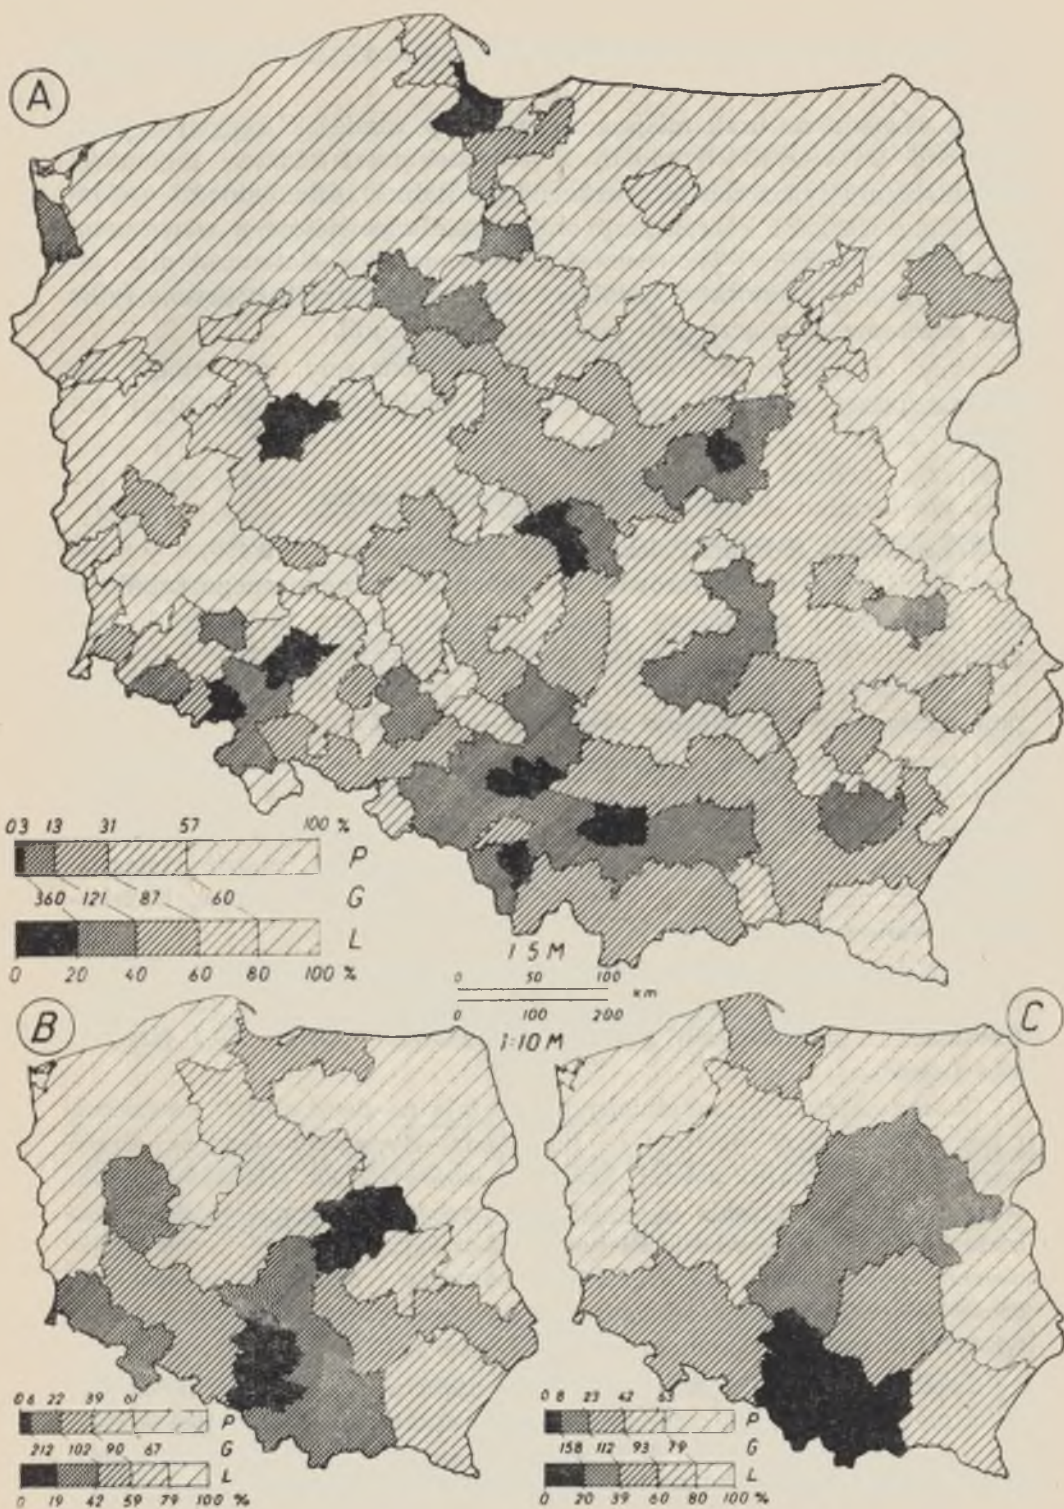 A
03 13 31 57 100 %
P
360 121 87 60 G
L
0 20 40 60 80 100 %
1 5 M
0 50 100
km
0 100 200
1:10 M
B
C
0 6 22 39 61
P
212 102 90 67 G
L
0 19 42 59 79 100 %
0 8 23 42 63
P
158 112 93 79 G
L
0 20 39 60 80 100 %